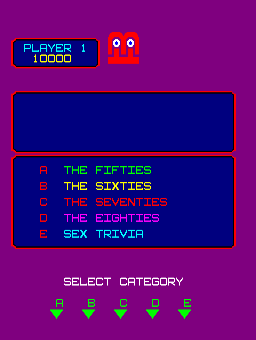 PLAYER 1
10000
A THE FIFTIES
B THE SIXTIES
C THE SEVENTIES
D THE EIGHTIES
E SEX TRIVIA
SELECT CATEGORY
A B C D E